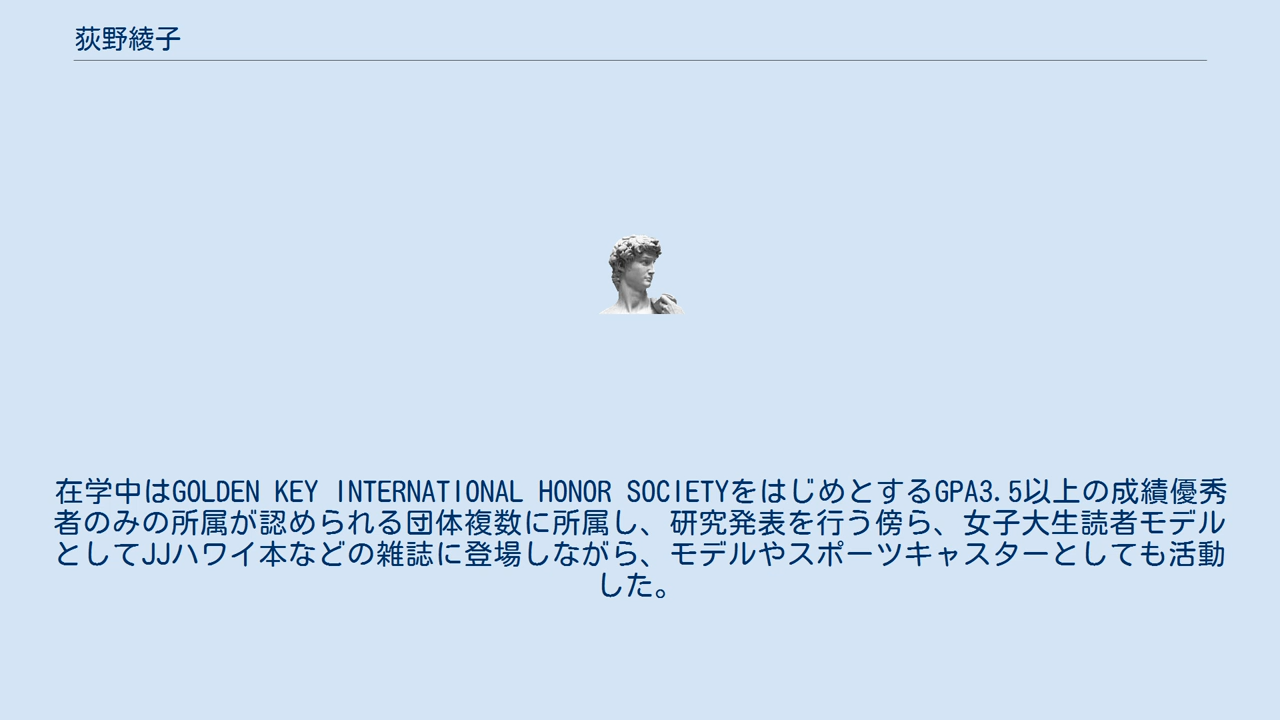 荻野綾子
在学中はGOLDEN KEY INTERNATIONAL HONOR SOCIETYをはじめとするGPA3.5以上の成績優秀
者のみの所属が認められる団体複数に所属し、研究発表を行う傍ら、女子大生読者モデル
としてJJハワイ本などの雑誌に登場しながら、モデルやスポーツキャスターとしても活動
した。